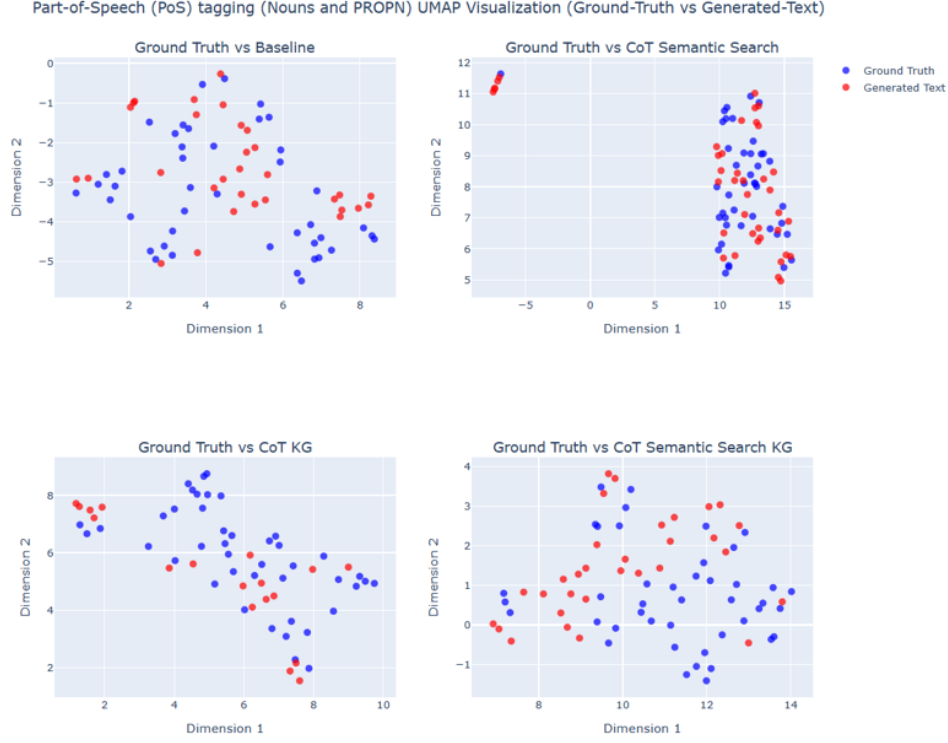 Part-of-Speech (PoS) tagging (Nouns and PROPN) UMAP Visualization (Ground-Truth vs Generated-Text)
Ground Truth vs Baseline
0
−1
−2
−3
−4
−5
2
4
6
8
Dimension 2
Dimension 1
Ground Truth vs CoT Semantic Search
12
11
10
9
8
7
6
5
−5
0
5
10
15
Dimension 2
Dimension 1
Ground Truth
Generated Text
Ground Truth vs CoT KG
8
6
4
2
2
4
6
8
10
Dimension 2
Dimension 1
Ground Truth vs CoT Semantic Search KG
4
3
2
1
0
−1
8
10
12
14
Dimension 2
Dimension 1